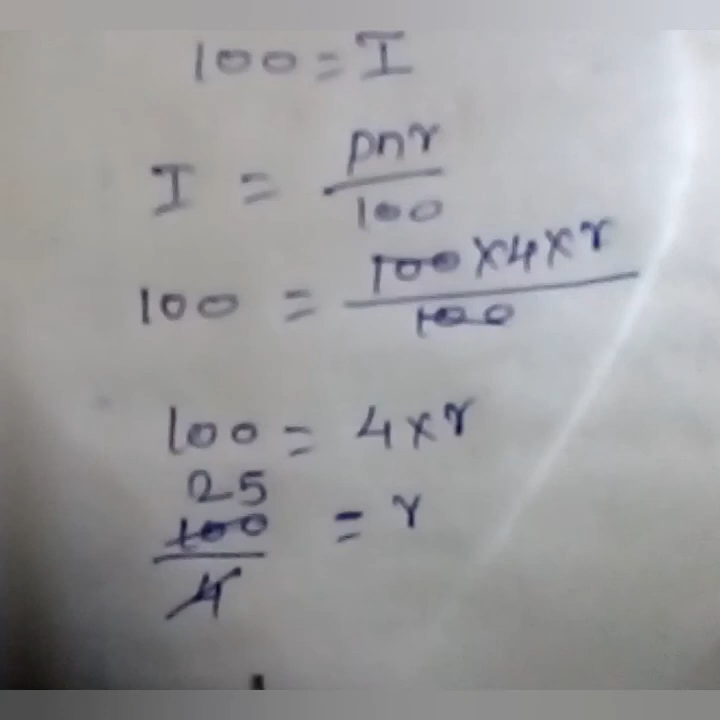 100 = I
I = pnr/100
100 = 100×4×r/100
100 = 4×r
25
100/4 = r